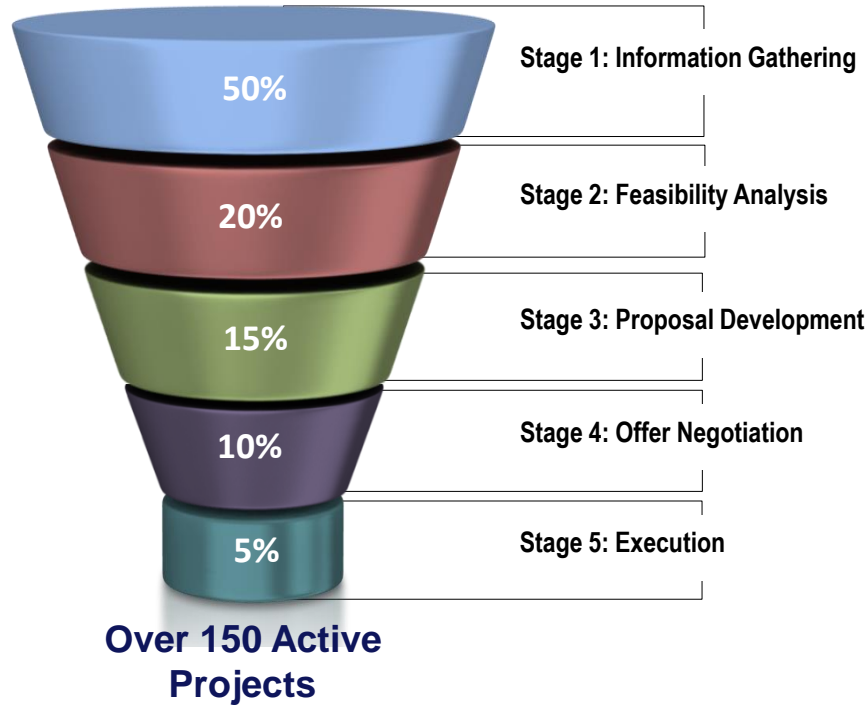 50%
Stage 1: Information Gathering
20%
Stage 2: Feasibility Analysis
15%
Stage 3: Proposal Development
10%
Stage 4: Offer Negotiation
5%
Stage 5: Execution
Over 150 Active
Projects